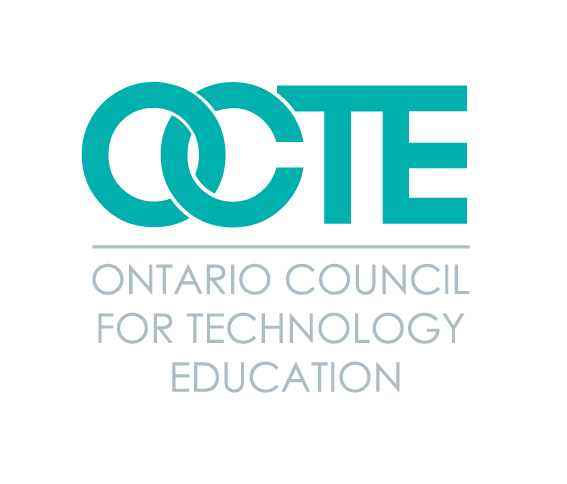 OCTE
ONTARIO COUNCIL
FOR TECHNOLOGY
EDUCATION